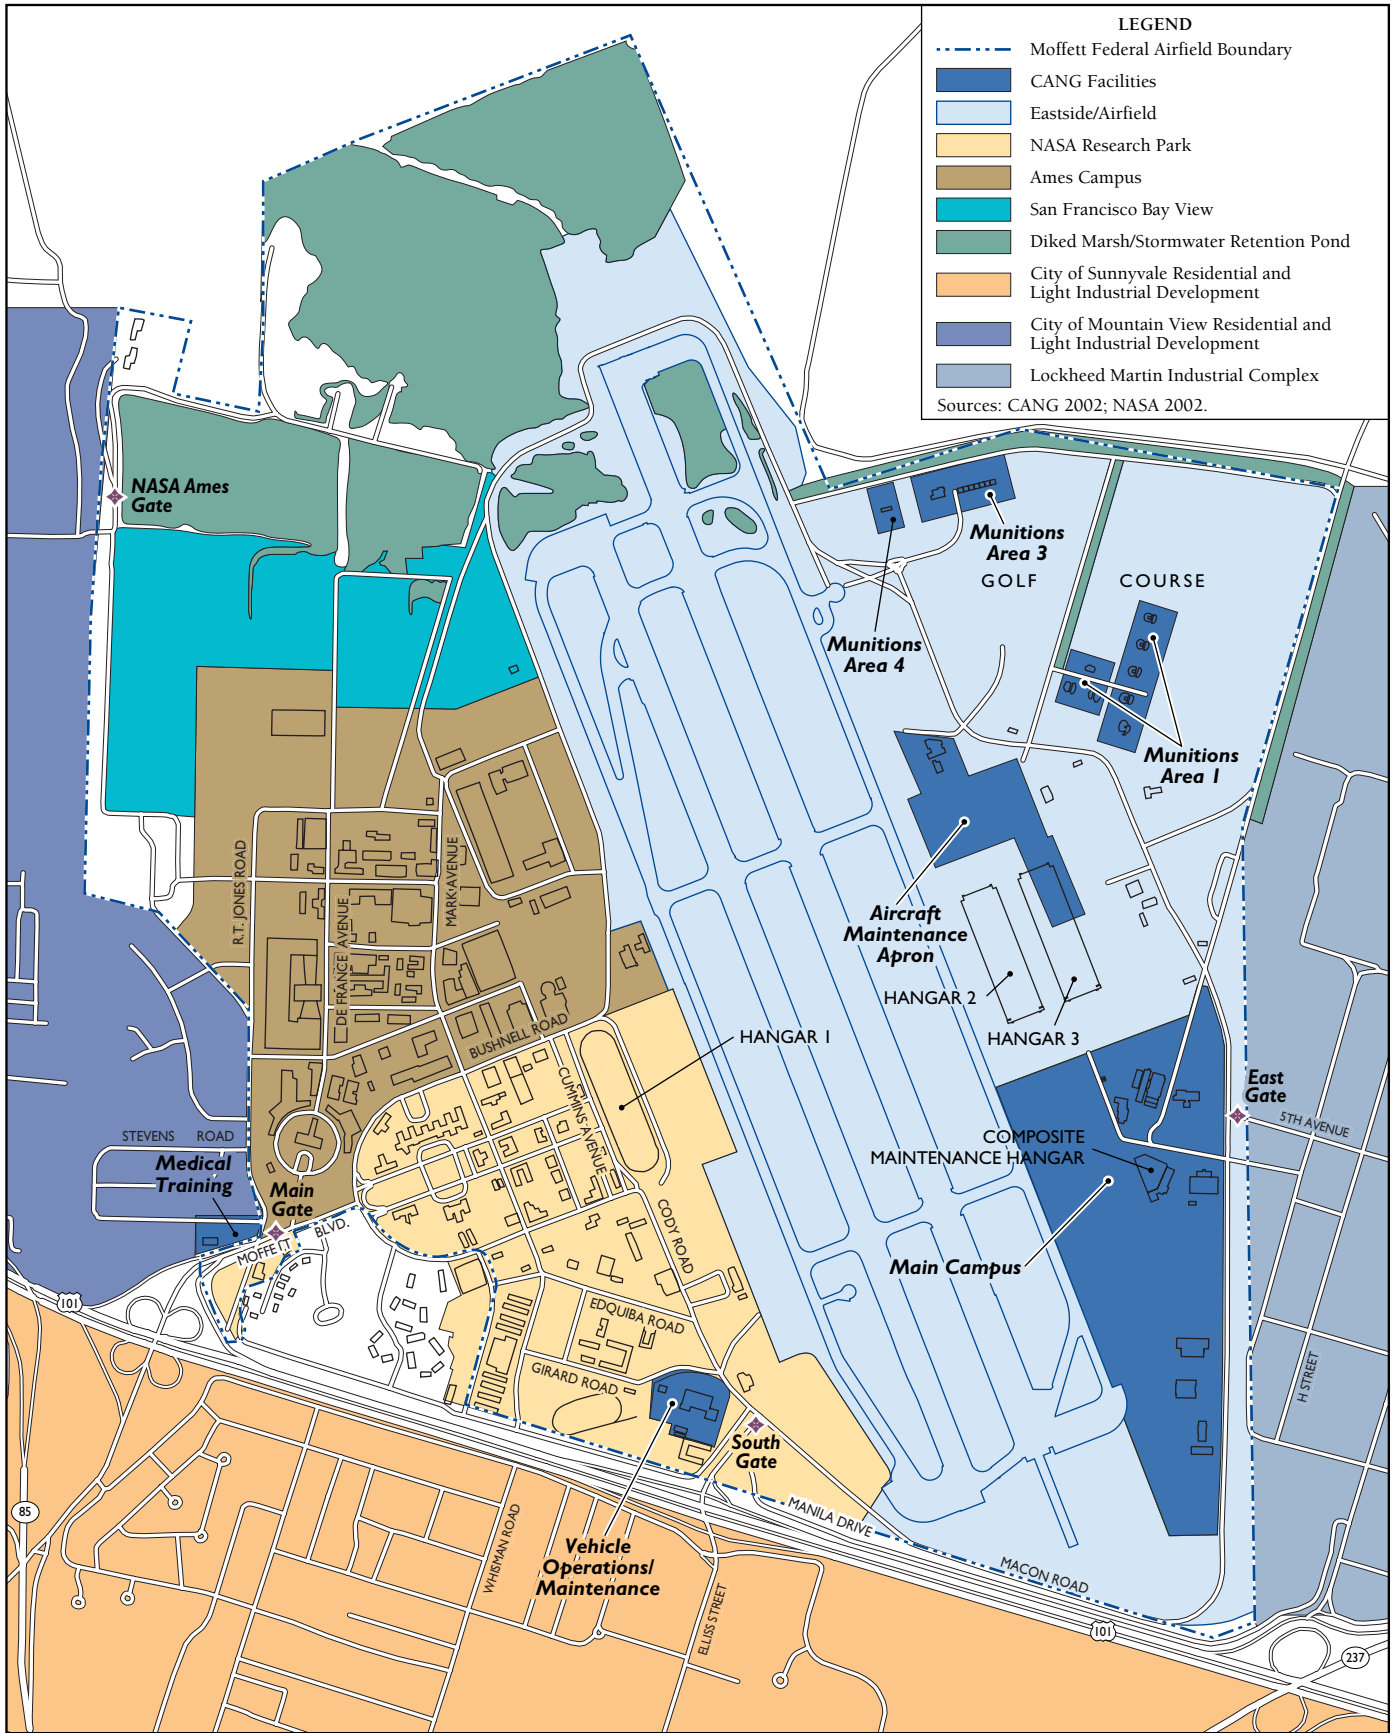 LEGEND
Moffett Federal Airfield Boundary
CANG Facilities
Eastside/Airfield
NASA Research Park
Ames Campus
San Francisco Bay View
Diked Marsh/Stormwater Retention Pond
City of Sunnyvale Residential and
Light Industrial Development
City of Mountain View Residential and
Light Industrial Development
Lockheed Martin Industrial Complex
Sources: CANG 2002; NASA 2002.
NASA Ames
Gate
Munitions
Area 3
GOLF COURSE
Munitions
Area 4
Munitions
Area 1
R.T. JONES ROAD
DE FRANCE AVENUE
MARK AVENUE
Aircraft
Maintenance
Apron
HANGAR 2
HANGAR 3
BUSHNELL ROAD
HANGAR 1
CUMMINS AVENUE
East
Gate
5TH AVENUE
STEVENS ROAD
COMPOSITE
MAINTENANCE HANGAR
Medical
Training
Main
Gate
MOFFETT BLVD.
CODY ROAD
Main Campus
101
EDQUIBA ROAD
GIRARD ROAD
H STREET
South
Gate
85
MANILA DRIVE
WHISMAN ROAD
Vehicle
Operations/
Maintenance
ELLISS STREET
MACON ROAD
101
237